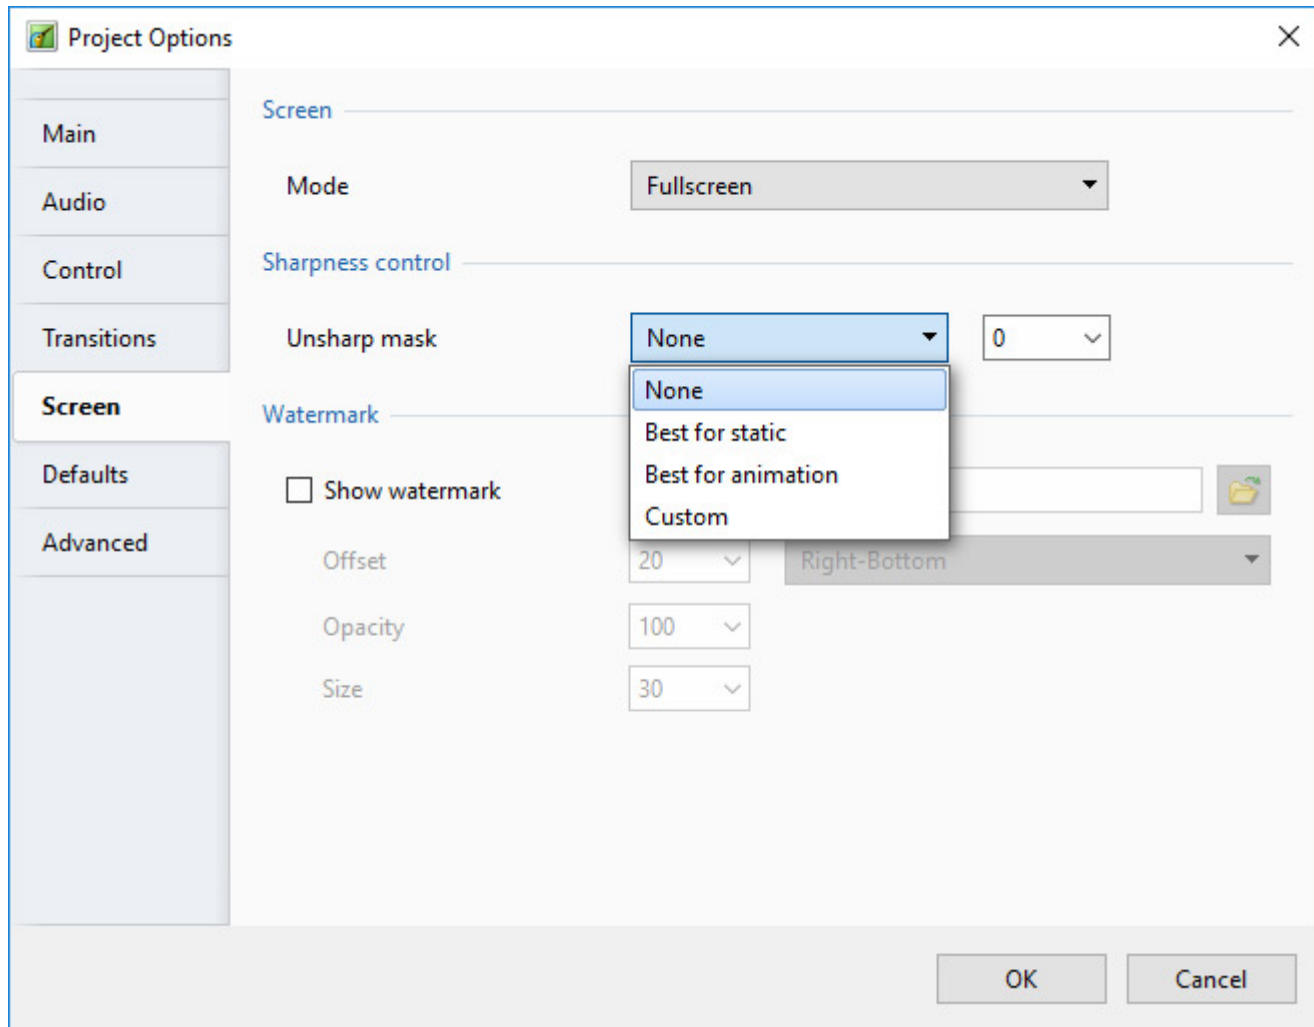 Project Options
Main
Audio
Control
Transitions
Screen
Defaults
Advanced
Screen
Mode Fullscreen
Sharpness control
Unsharp mask None 0
None
Best for static
Best for animation
Custom
Watermark
Show watermark
Offset 20 Right-Bottom
Opacity 100
Size 30
OK Cancel